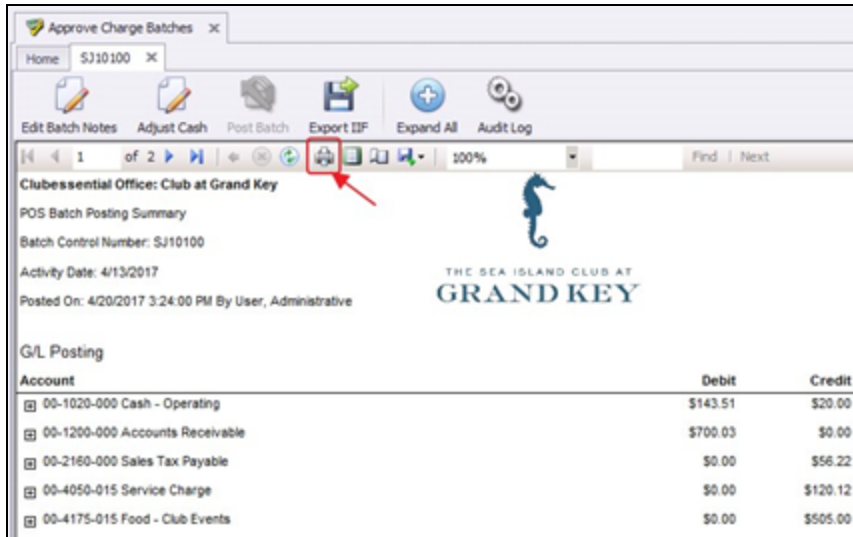 Approve Charge Batches
Home SJ10100
Edit Batch Notes Adjust Cash Post Batch Export IIF Expand All Audit Log
1 of 2 100% Find | Next
Clubessential Office: Club at Grand Key
POS Batch Posting Summary
Batch Control Number: SJ10100
Activity Date: 4/13/2017
THE SEA ISLAND CLUB AT
GRAND KEY
Posted On: 4/20/2017 3:24:00 PM By User, Administrative
G/L Posting
Account Debit Credit
00-1020-000 Cash - Operating $143.51 $20.00
00-1200-000 Accounts Receivable $700.03 $0.00
00-2160-000 Sales Tax Payable $0.00 $56.22
00-4050-015 Service Charge $0.00 $120.12
00-4175-015 Food - Club Events $0.00 $505.00